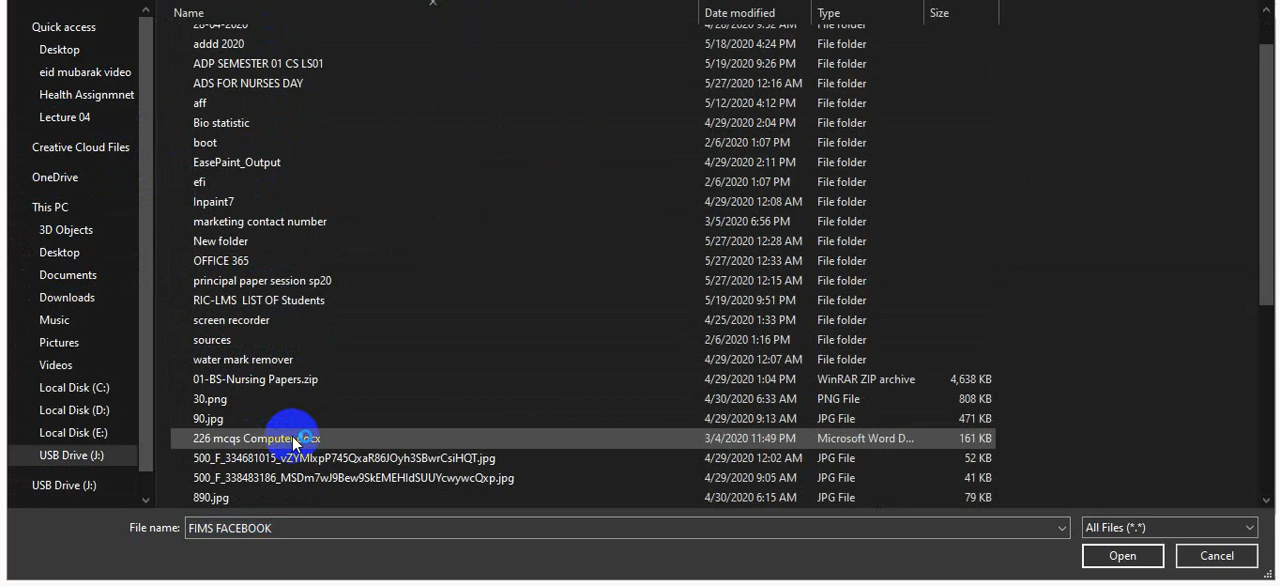 Name Date modified Type Size
Quick access
Desktop
eid mubarak video
Health Assignmnet
Lecture 04
Creative Cloud Files
OneDrive
This PC
3D Objects
Desktop
Documents
Downloads
Music
Pictures
Videos
Local Disk (C:)
Local Disk (D:)
Local Disk (E:)
USB Drive (J:)
USB Drive (J:)
28-04-2020 4/28/2020 9:52 AM File folder
addd 2020 5/18/2020 4:24 PM File folder
ADP SEMESTER 01 CS LS01 5/19/2020 9:26 PM File folder
ADS FOR NURSES DAY 5/27/2020 12:16 AM File folder
aff 5/12/2020 4:12 PM File folder
Bio statistic 4/29/2020 2:04 PM File folder
boot 2/6/2020 1:07 PM File folder
EasePaint_Output 4/29/2020 2:11 PM File folder
efi 2/6/2020 1:07 PM File folder
Inpaint7 4/29/2020 12:08 AM File folder
marketing contact number 3/5/2020 6:56 PM File folder
New folder 5/27/2020 12:28 AM File folder
OFFICE 365 5/27/2020 12:33 AM File folder
principal paper session sp20 5/27/2020 12:15 AM File folder
RIC-LMS LIST OF Students 5/19/2020 9:51 PM File folder
screen recorder 4/25/2020 1:33 PM File folder
sources 2/6/2020 1:16 PM File folder
water mark remover 4/29/2020 12:07 AM File folder
01-BS-Nursing Papers.zip 4/29/2020 1:04 PM WinRAR ZIP archive 4,638 KB
30.png 4/30/2020 6:33 AM PNG File 808 KB
90.jpg 4/29/2020 9:13 AM JPG File 471 KB
226 mcqs Computer.docx 3/4/2020 11:49 PM Microsoft Word D... 161 KB
4/29/2020 12:02 AM JPG File 52 KB
500_F_338483186_MSDm7wJ9Bew9SkEMEHIdSUUYcwywcQxp.jpg 4/29/2020 9:05 AM JPG File 41 KB
890.jpg 4/30/2020 6:15 AM JPG File 79 KB
File name: FIMS FACEBOOK All Files (*.*)
Open Cancel